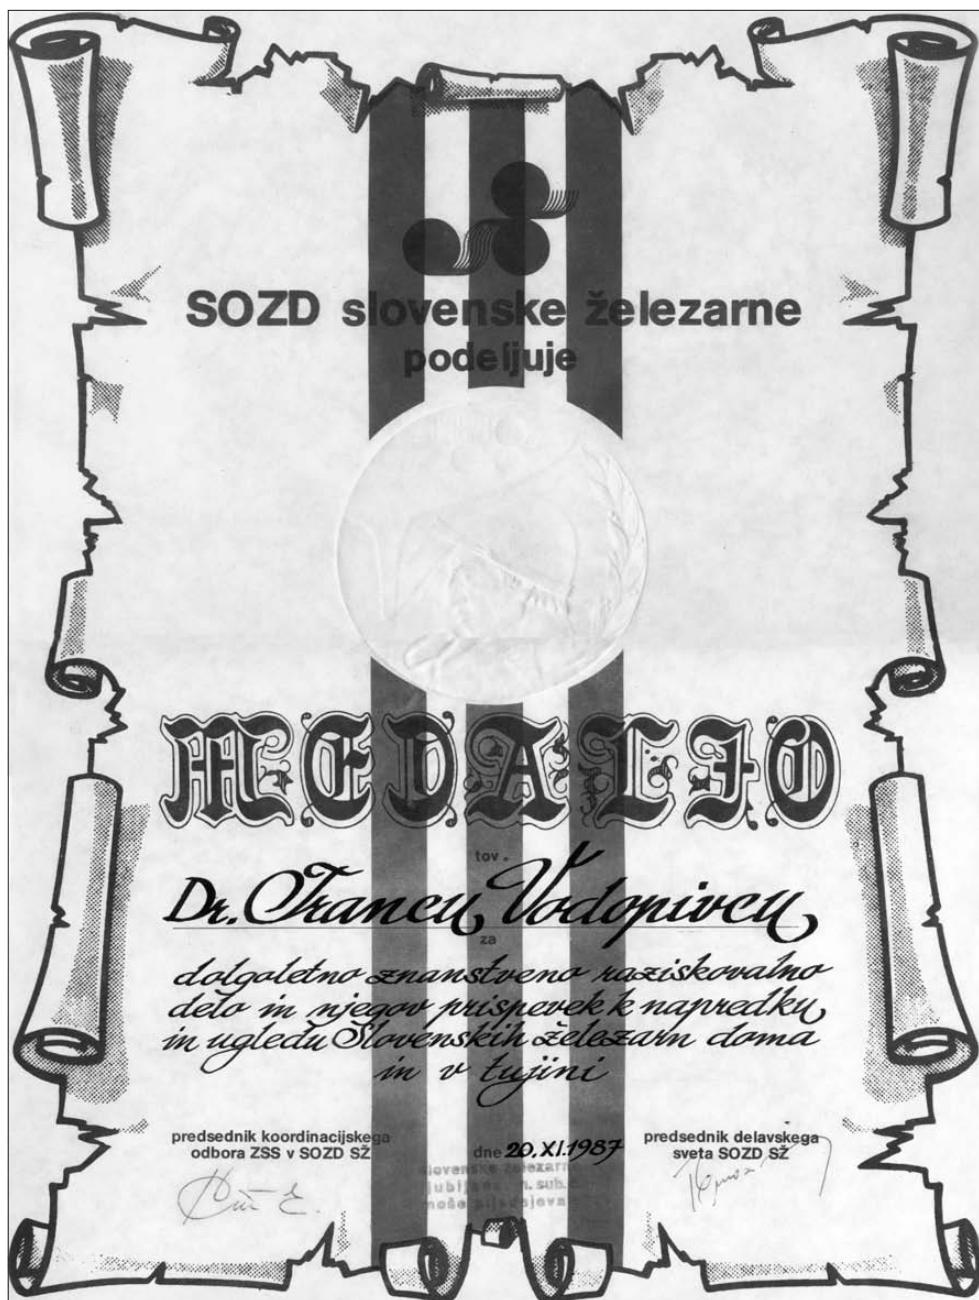 SOZD slovenske železarne
podeljuje
MEDALJO
tov.
Dr. Francu Vodopivcu
za
dolgoletno znanstveno raziskovalno
delo in njegov prispevek k napredku
in ugledu Slovenskih železarn doma
in v tujini
predsednik koordinacijskega
odbora ZSS v SOZD SŽ
dne 20. XI. 1987
predsednik delavskega
sveta SOZD SŽ
slovenske železarne